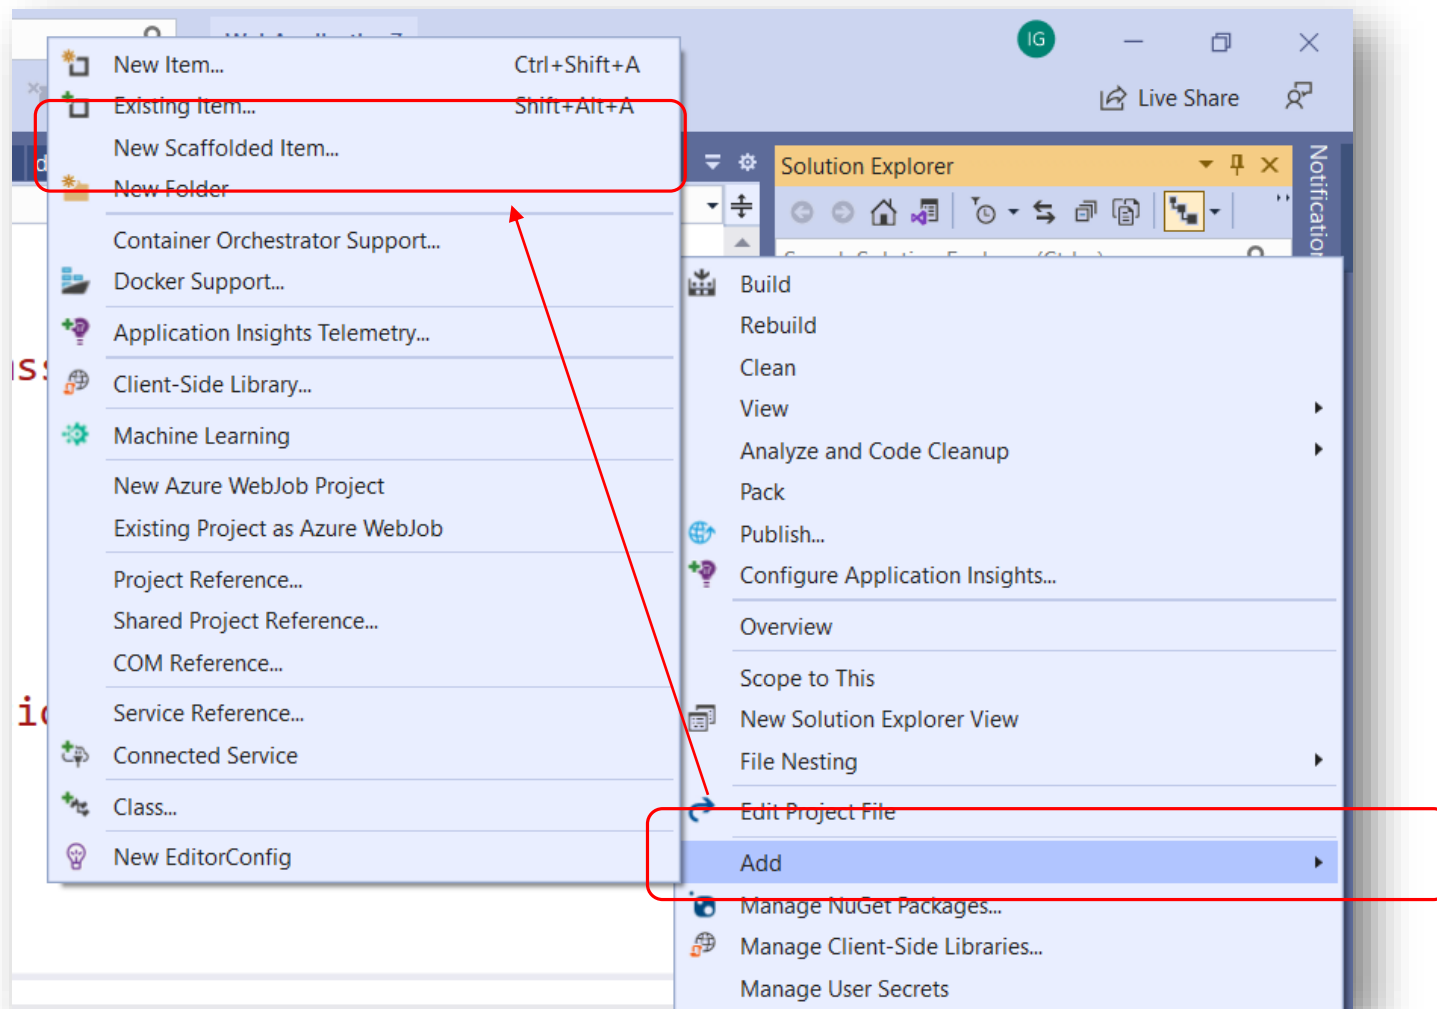 IG
Live Share
New Item... Ctrl+Shift+A
Existing Item... Shift+Alt+A
New Scaffolded Item...
New Folder
Container Orchestrator Support...
Docker Support...
Application Insights Telemetry...
Client-Side Library...
Machine Learning
New Azure WebJob Project
Existing Project as Azure WebJob
Project Reference...
Shared Project Reference...
COM Reference...
Service Reference...
Connected Service
Class...
New EditorConfig
Solution Explorer
Build
Rebuild
Clean
View
Analyze and Code Cleanup
Pack
Publish...
Configure Application Insights...
Overview
Scope to This
New Solution Explorer View
File Nesting
Edit Project File
Add
Manage NuGet Packages...
Manage Client-Side Libraries...
Manage User Secrets